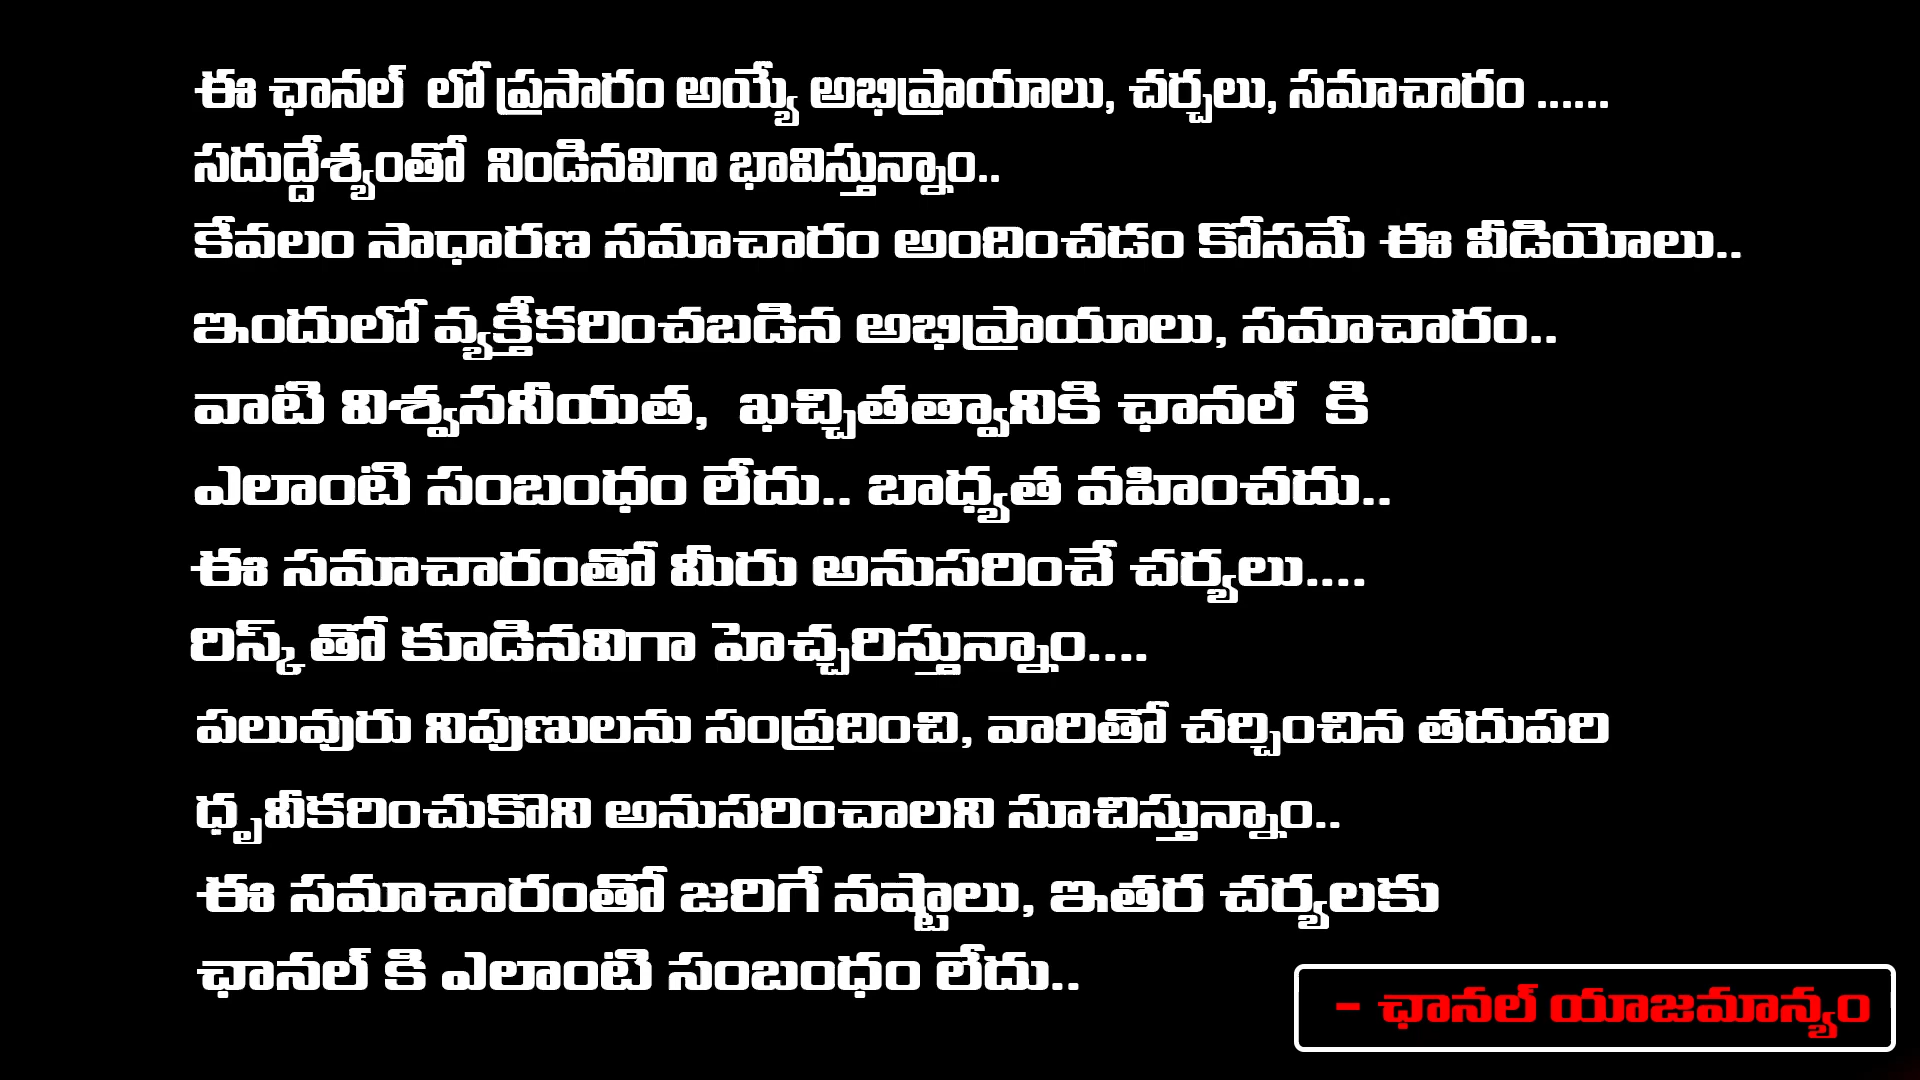 ఈ ఛానల్ లో ప్రసారం అయ్యే అభిప్రాయాలు, చర్చలు, సమాచారం ......
సదుద్దేశ్యంతో నిండినవిగా భావిస్తున్నాం..
కేవలం సాధారణ సమాచారం అందించడం కోసమే ఈ వీడియోలు..
ఇందులో వ్యక్తీకరించబడిన అభిప్రాయాలు, సమాచారం..
వాటి విశ్వసనీయత, ఖచ్చితత్వానికి ఛానల్ కి
ఎలాంటి సంబంధం లేదు.. బాధ్యత వహించదు..
ఈ సమాచారంతో మీరు అనుసరించే చర్యలు....
రిస్క్ తో కూడినవిగా హెచ్చరిస్తున్నాం....
పలువురు నిపుణులను సంప్రదించి, వారితో చర్చించిన తదుపరి
ధృవీకరించుకొని అనుసరించాలని సూచిస్తున్నాం..
ఈ సమాచారంతో జరిగే నష్టాలు, ఇతర చర్యలకు
ఛానల్ కి ఎలాంటి సంబంధం లేదు..
- ఛానల్ యాజమాన్యం